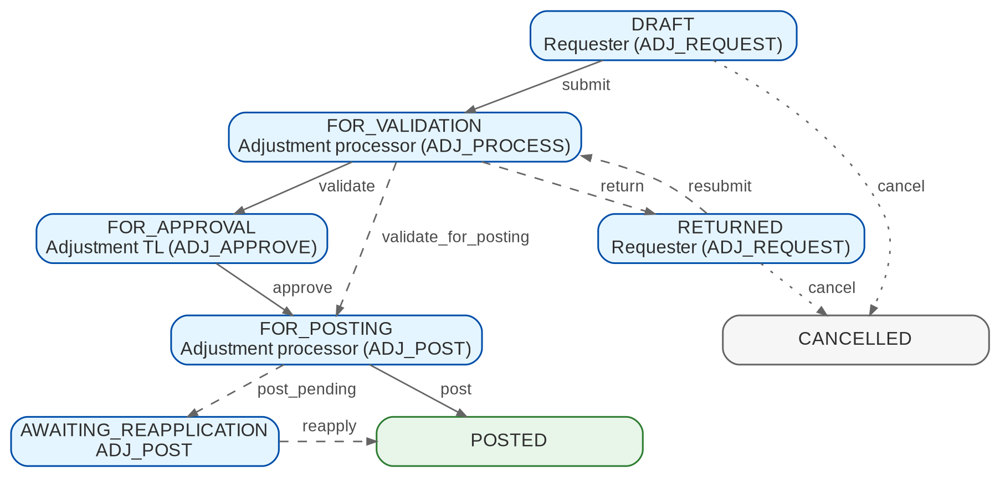 DRAFT
Requester (ADJ_REQUEST)
submit
FOR_VALIDATION
Adjustment processor (ADJ_PROCESS)
validate
return
resubmit
cancel
FOR_APPROVAL
Adjustment TL (ADJ_APPROVE)
validate_for_posting
RETURNED
Requester (ADJ_REQUEST)
approve
cancel
FOR_POSTING
Adjustment processor (ADJ_POST)
CANCELLED
post_pending
post
AWAITING_REAPPLICATION
ADJ_POST
reapply
POSTED